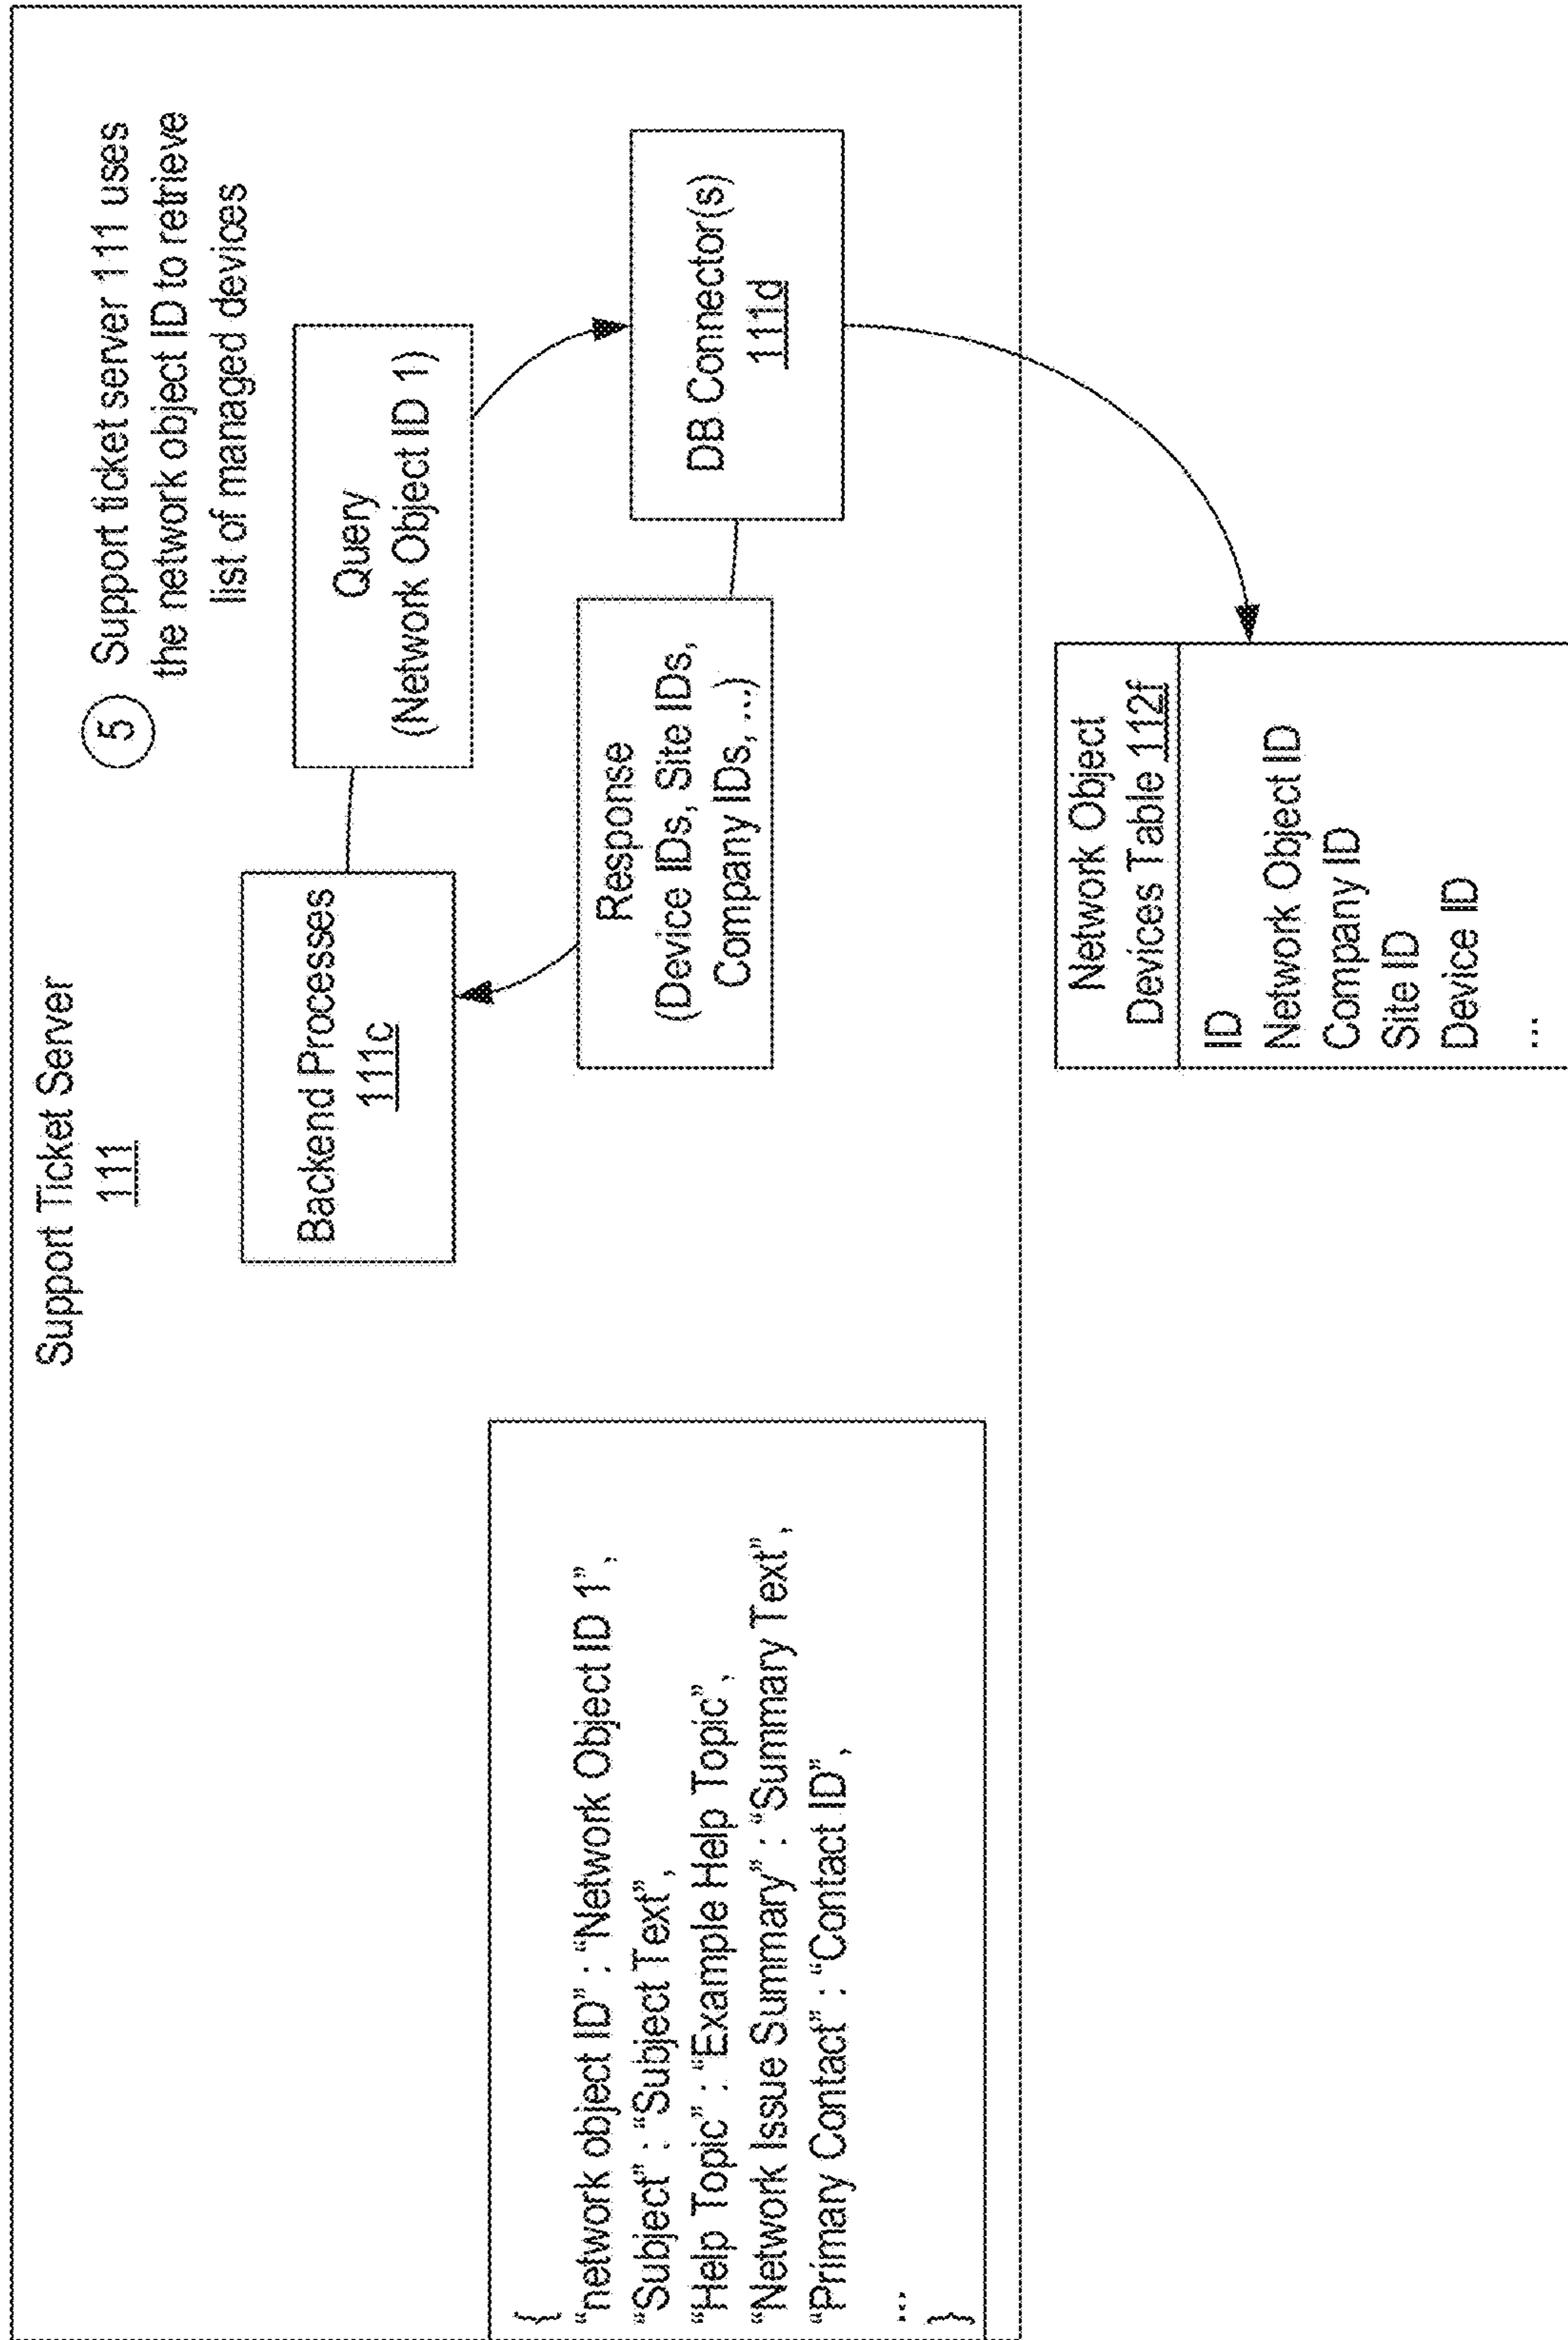 Support Ticket Server
111
5 Support ticket server 111 uses
the network object ID to retrieve
list of managed devices
Backend Processes
111c
Query
(Network Object ID 1)
Response
(Device IDs, Site IDs,
Company IDs, ...)
DB Connector(s)
111d
{
“network object ID” : “Network Object ID 1”,
“Subject” : “Subject Text”,
“Help Topic” : “Example Help Topic”,
“Network Issue Summary” : “Summary Text”,
“Primary Contact” : “Contact ID”,
...
}
Network Object
Devices Table 112f
ID
Network Object ID
Company ID
Site ID
Device ID
...